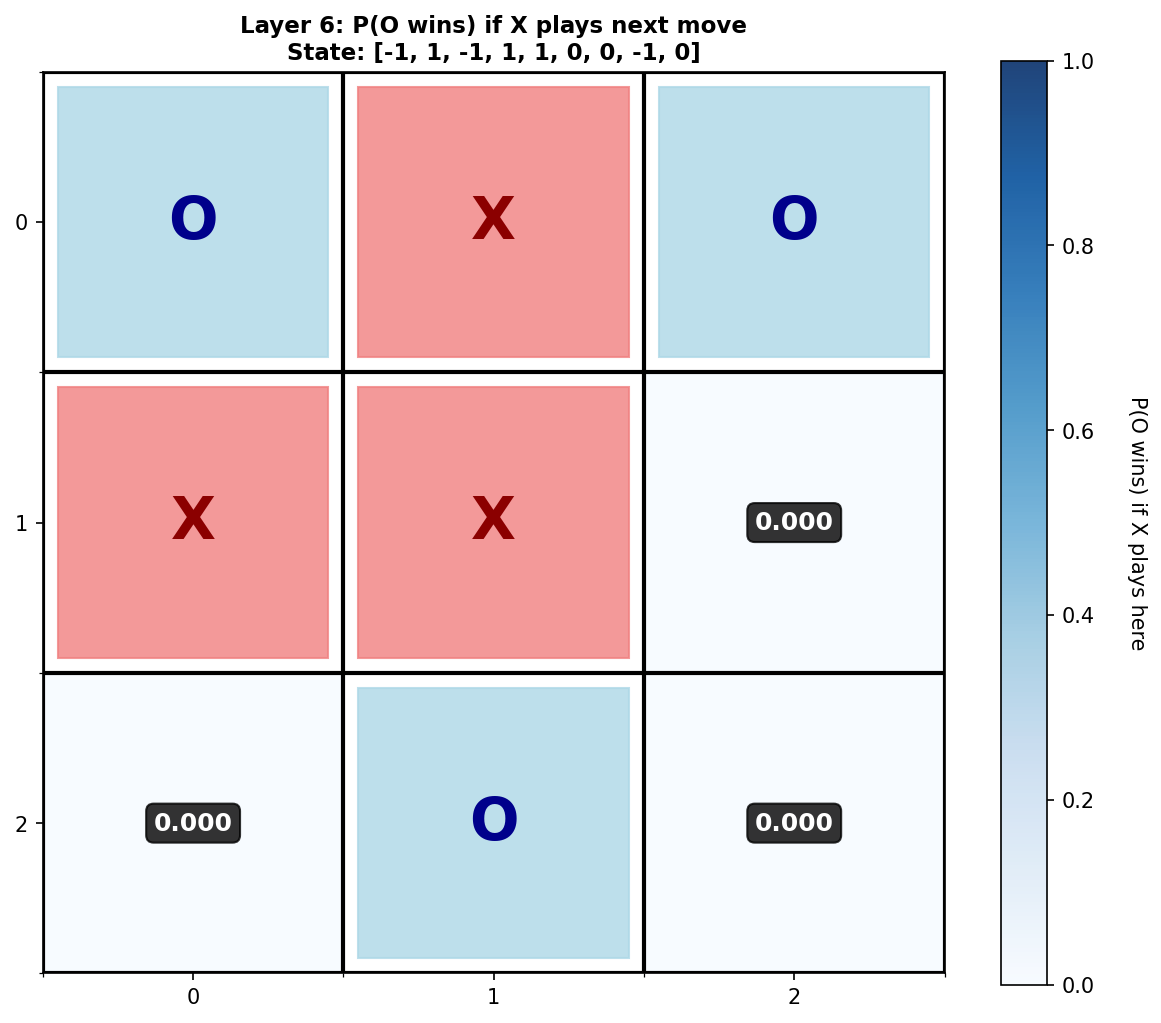 Layer 6: P(O wins) if X plays next move
State: [-1, 1, -1, 1, 1, 0, 0, -1, 0]
O X O
0
X X 0.000
1
0.000 O 0.000
2
0 1 2
1.0
0.8
0.6
0.4
0.2
0.0
P(O wins) if X plays here